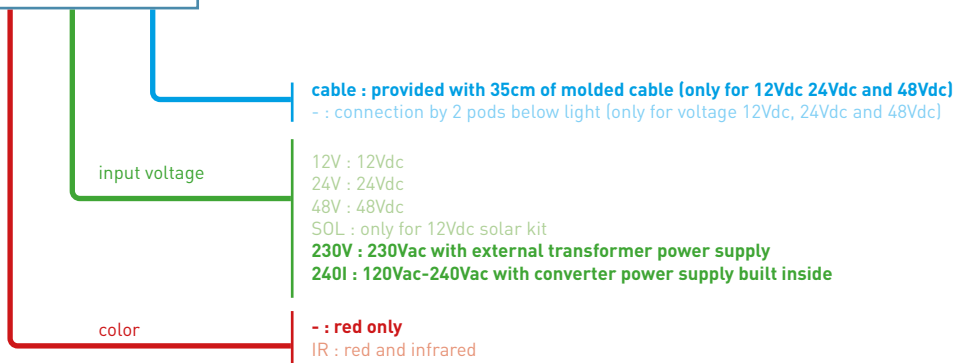 cable : provided with 35cm of molded cable (only for 12Vdc 24Vdc and 48Vdc)
- : connection by 2 pods below light (only for voltage 12Vdc, 24Vdc and 48Vdc)
input voltage
12V : 12Vdc
24V : 24Vdc
48V : 48Vdc
SOL : only for 12Vdc solar kit
230V : 230Vac with external transformer power supply
240I : 120Vac-240Vac with converter power supply built inside
color
- : red only
IR : red and infrared